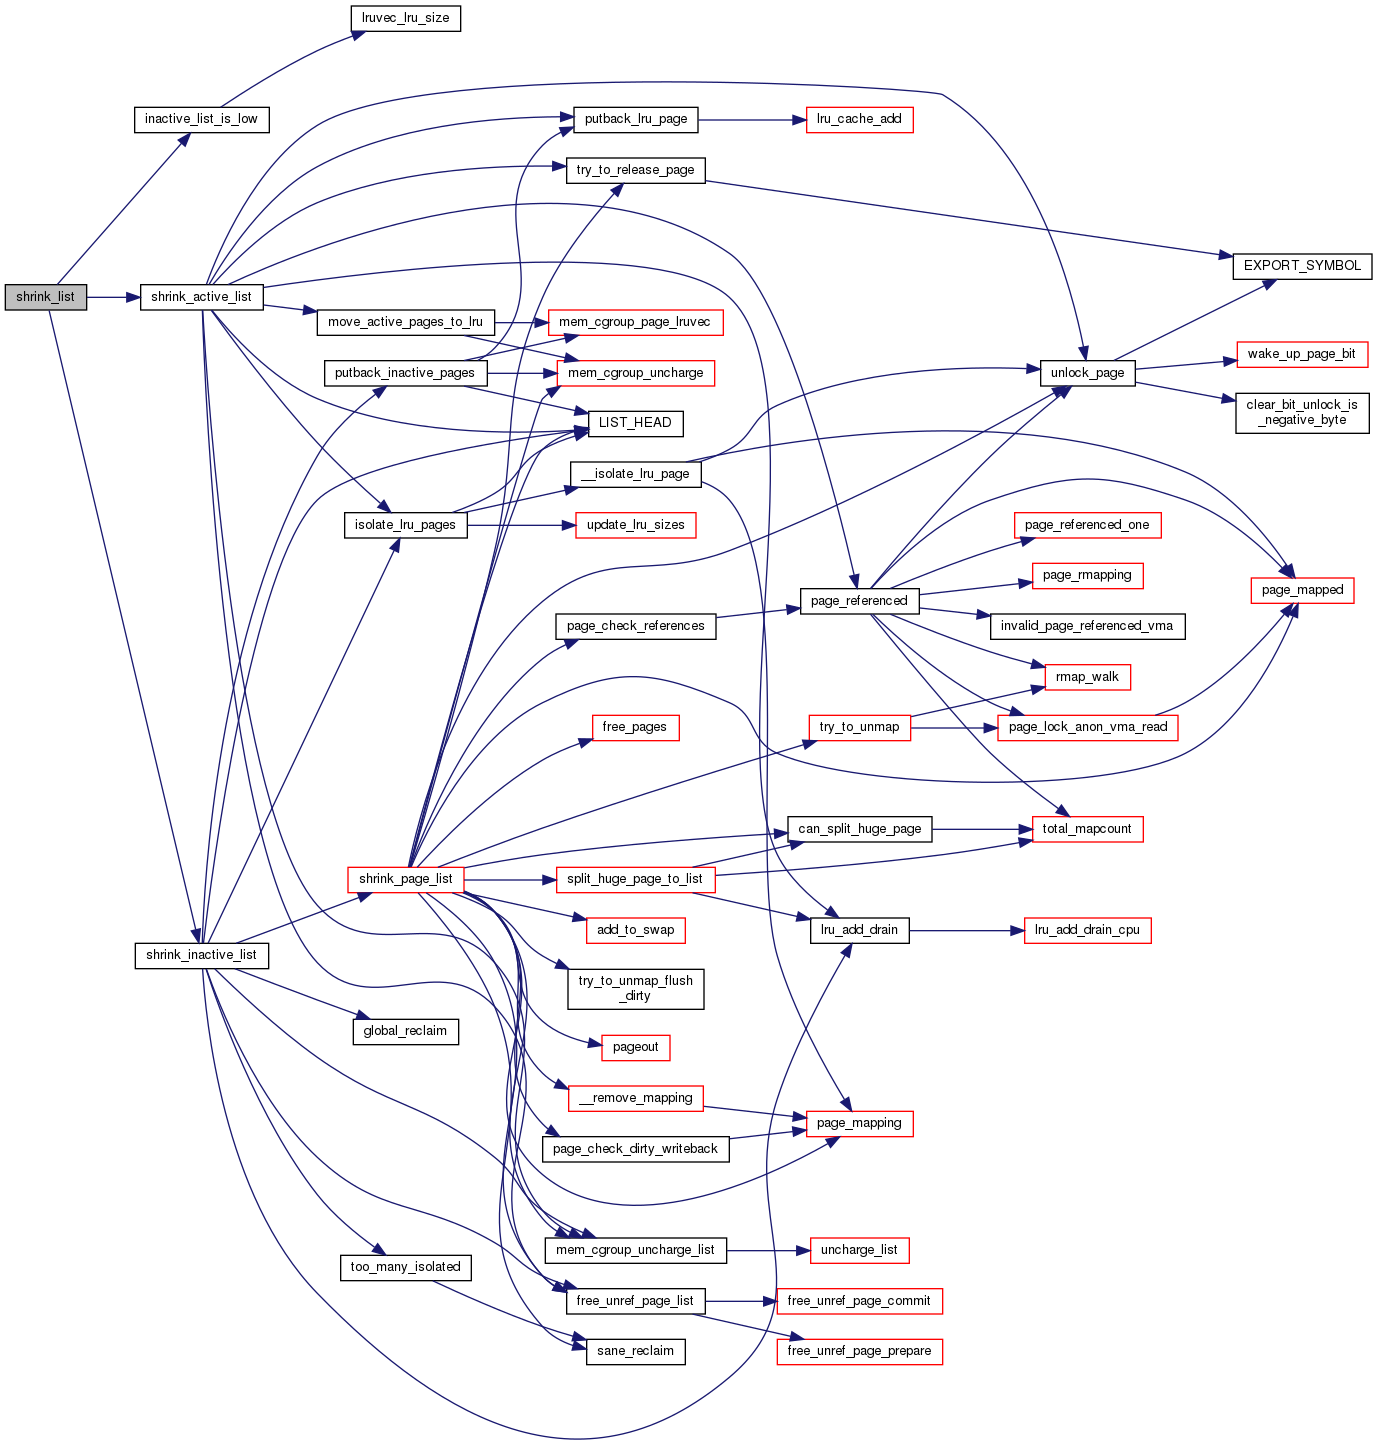 lruvec_lru_size
inactive_list_is_low
putback_lru_page
lru_cache_add
try_to_release_page
EXPORT_SYMBOL
shrink_list
shrink_active_list
move_active_pages_to_lru
mem_cgroup_page_lruvec
wake_up_page_bit
putback_inactive_pages
mem_cgroup_uncharge
unlock_page
clear_bit_unlock_is
_negative_byte
LIST_HEAD
__isolate_lru_page
isolate_lru_pages
update_lru_sizes
page_referenced_one
page_rmapping
page_mapped
page_referenced
page_check_references
invalid_page_referenced_vma
rmap_walk
free_pages
try_to_unmap
page_lock_anon_vma_read
can_split_huge_page
total_mapcount
shrink_page_list
split_huge_page_to_list
add_to_swap
lru_add_drain
lru_add_drain_cpu
shrink_inactive_list
try_to_unmap_flush
_dirty
global_reclaim
pageout
__remove_mapping
page_mapping
page_check_dirty_writeback
mem_cgroup_uncharge_list
uncharge_list
too_many_isolated
free_unref_page_list
free_unref_page_commit
sane_reclaim
free_unref_page_prepare